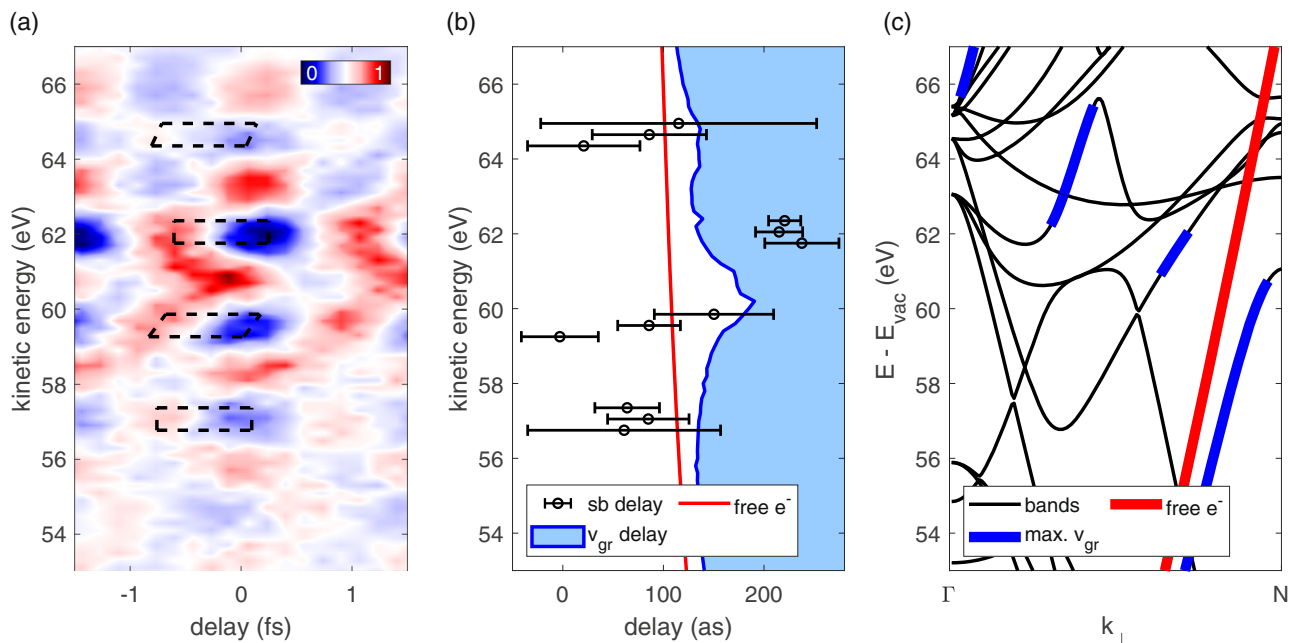 (a)
0 1
kinetic energy (eV)
66
64
62
60
58
56
54
-1 0 1
delay (fs)
(b)
kinetic energy (eV)
66
64
62
60
58
56
54
sb delay
free e⁻
v_gr delay
0 100 200
delay (as)
(c)
E - E_vac (eV)
66
64
62
60
58
56
54
bands
free e⁻
max. v_gr
Γ N
k_⊥